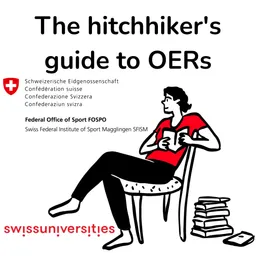 The hitchhiker's
guide to OERs
Schweizerische Eidgenossenschaft
Confédération suisse
Confederazione Svizzera
Confederaziun svizra
Federal Office of Sport FOSPO
Swiss Federal Institute of Sport Magglingen SFISM
swissuniversities